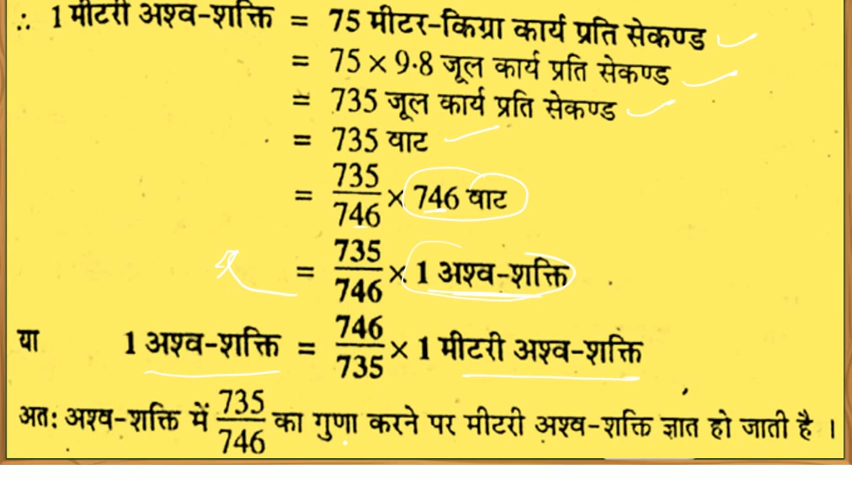 ∴ 1 मीटरी अश्व-शक्ति = 75 मीटर-किग्रा कार्य प्रति सेकण्ड
= 75 × 9·8 जूल कार्य प्रति सेकण्ड
= 735 जूल कार्य प्रति सेकण्ड
= 735 वाट
= 735/746 × 746 वाट
= 735/746 × 1 अश्व-शक्ति
या 1 अश्व-शक्ति = 746/735 × 1 मीटरी अश्व-शक्ति
अतः अश्व-शक्ति में 735/746 का गुणा करने पर मीटरी अश्व-शक्ति ज्ञात हो जाती है ।